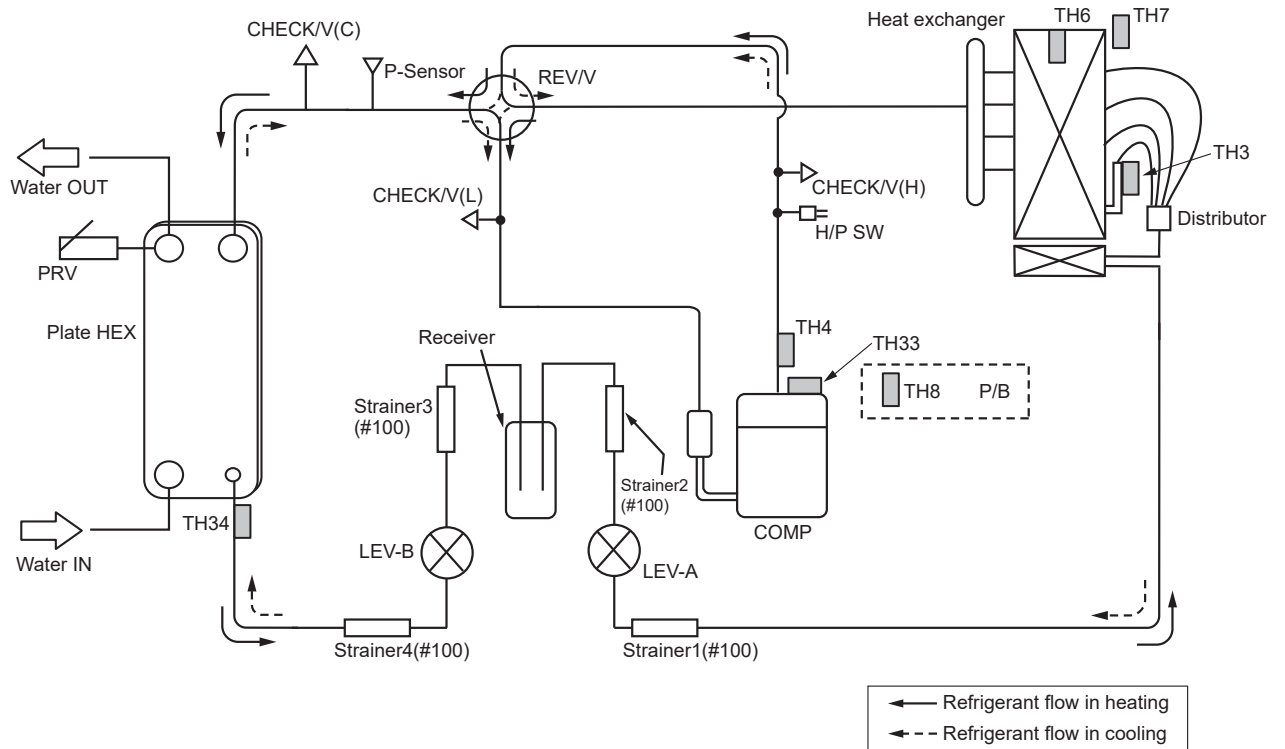 CHECK/V(C)
P-Sensor
REV/V
Heat exchanger
TH6
TH7
TH3
Water OUT
CHECK/V(L)
CHECK/V(H)
H/P SW
Distributor
PRV
Plate HEX
Receiver
TH4
TH33
TH8
P/B
Strainer3
(#100)
Strainer2
(#100)
COMP
TH34
Water IN
LEV-B
LEV-A
Strainer4(#100)
Strainer1(#100)
Refrigerant flow in heating
Refrigerant flow in cooling